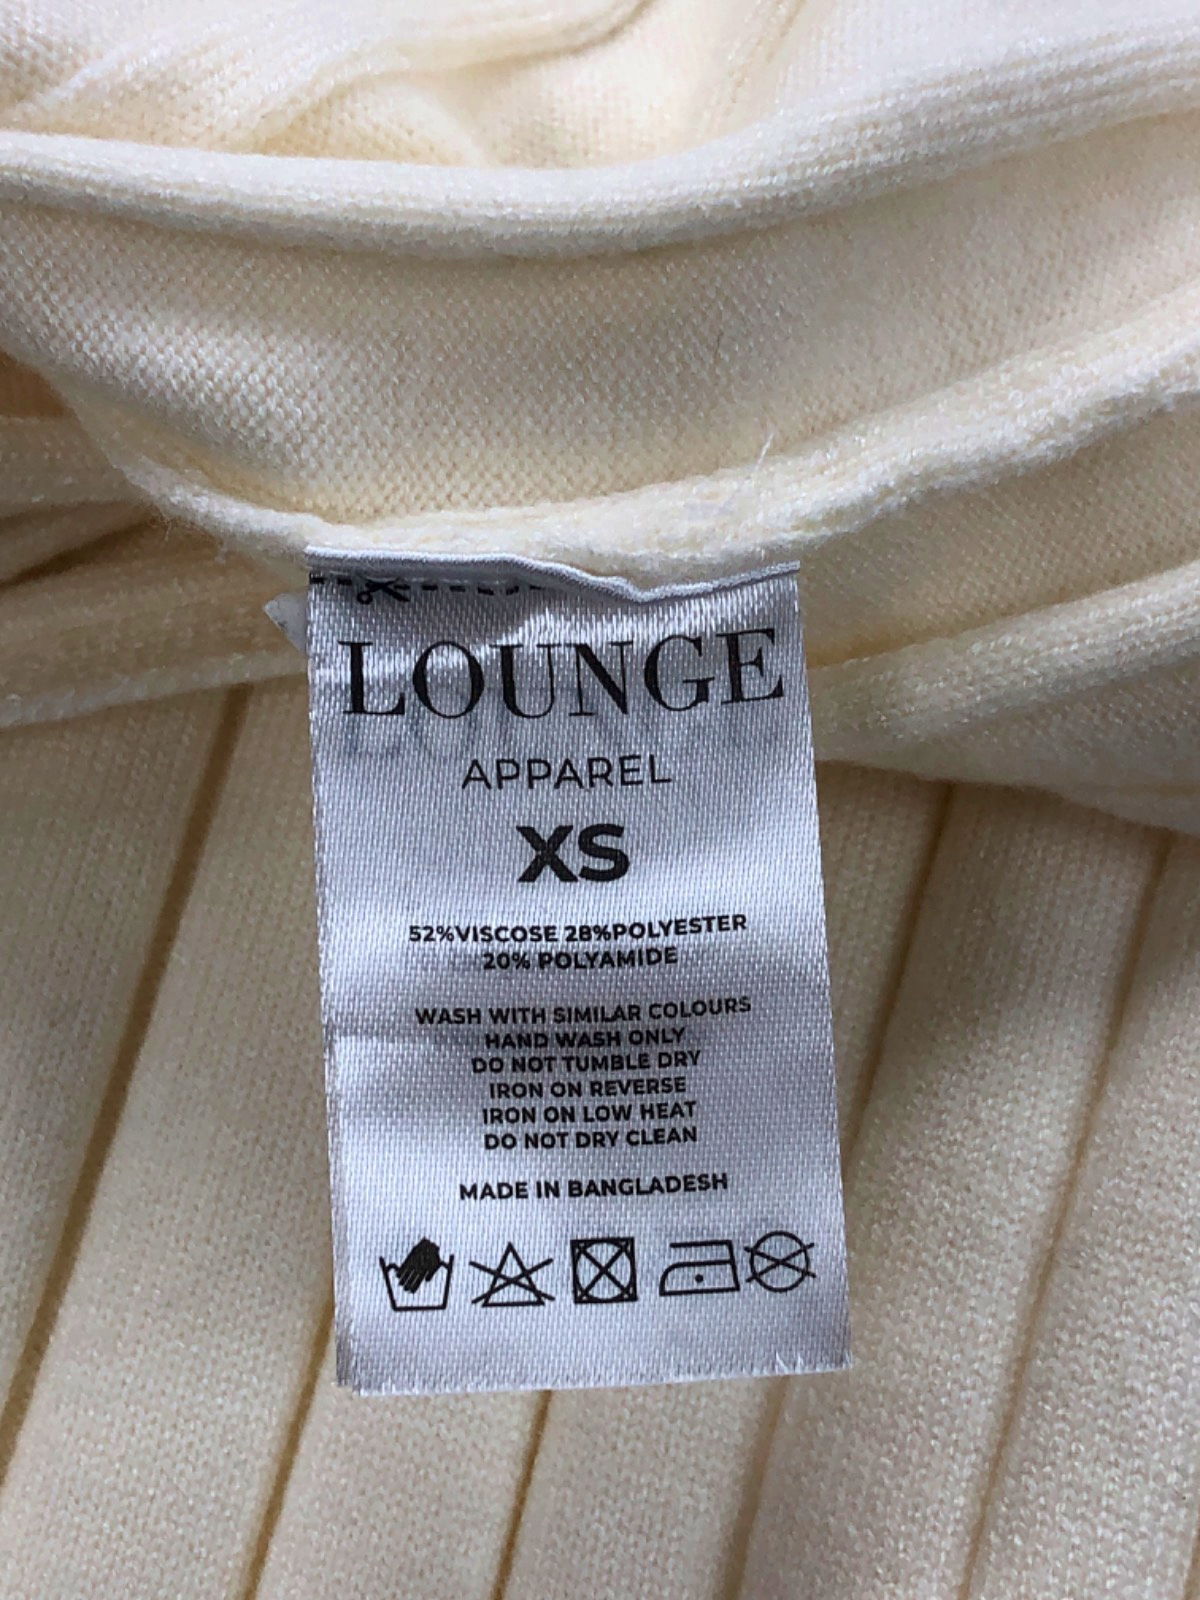 LOUNGE
APPAREL
XS
52%VISCOSE 28%POLYESTER
20% POLYAMIDE
WASH WITH SIMILAR COLOURS
HAND WASH ONLY
DO NOT TUMBLE DRY
IRON ON REVERSE
IRON ON LOW HEAT
DO NOT DRY CLEAN
MADE IN BANGLADESH